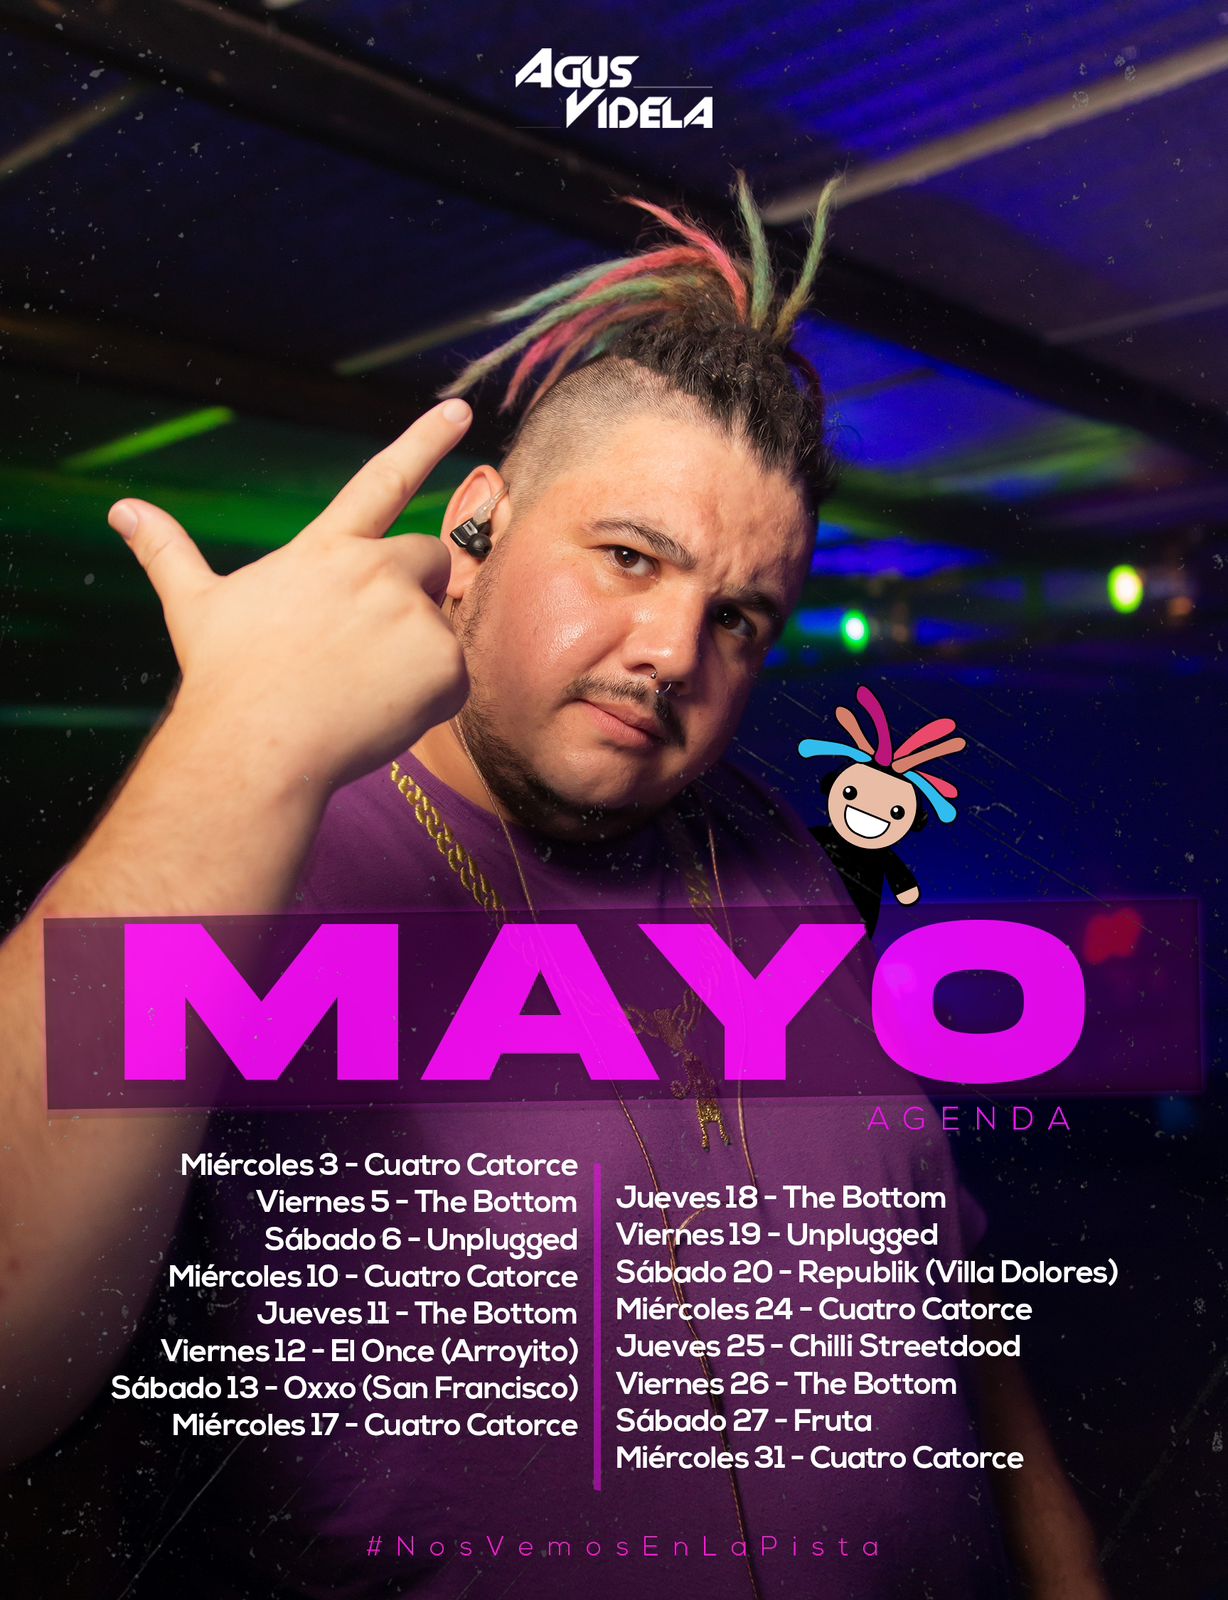 AGUS
VIDELA
MAYO
AGENDA
Miércoles 3 - Cuatro Catorce
Viernes 5 - The Bottom
Sábado 6 - Unplugged
Miércoles 10 - Cuatro Catorce
Jueves 11 - The Bottom
Viernes 12 - El Once (Arroyito)
Sábado 13 - Oxxo (San Francisco)
Miércoles 17 - Cuatro Catorce
Jueves 18 - The Bottom
Viernes 19 - Unplugged
Sábado 20 - Republik (Villa Dolores)
Miércoles 24 - Cuatro Catorce
Jueves 25 - Chilli Streetdood
Viernes 26 - The Bottom
Sábado 27 - Fruta
Miércoles 31 - Cuatro Catorce
#NosVemosEnLaPista